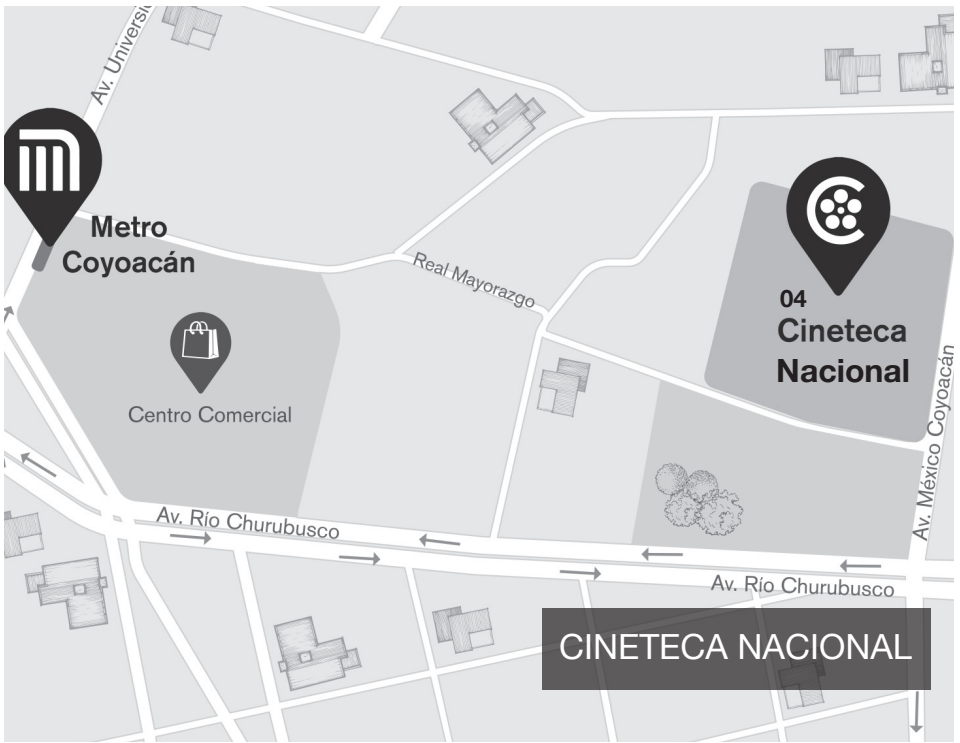 Av. Universi
Metro
Coyoacán
Real Mayorazgo
04
Cineteca
Nacional
Centro Comercial
Av. México Coyoacán
Av. Río Churubusco
Av. Río Churubusco
CINETECA NACIONAL